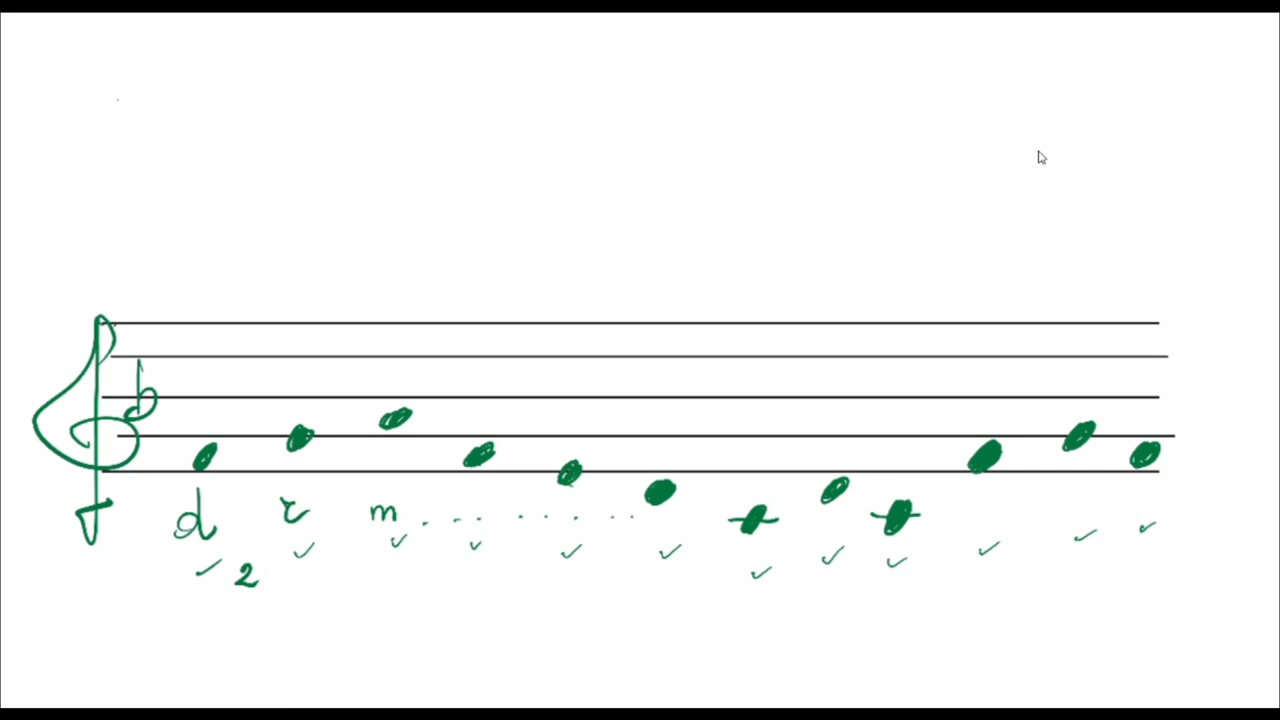 d r m . . . . . . . . .
2